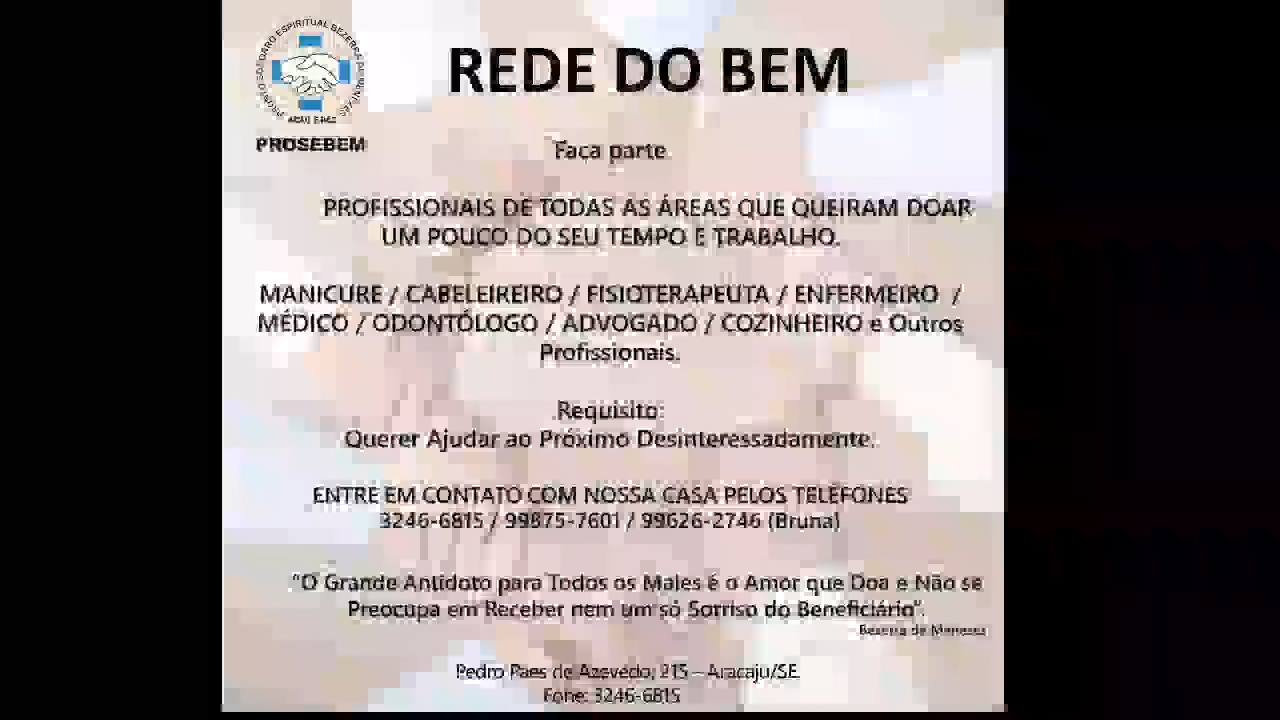 REDE DO BEM
PROSEBEM
Faça parte.
PROFISSIONAIS DE TODAS AS ÁREAS QUE QUEIRAM DOAR
UM POUCO DO SEU TEMPO E TRABALHO.
MANICURE / CABELEIREIRO / FISIOTERAPEUTA / ENFERMEIRO /
MÉDICO / ODONTÓLOGO / ADVOGADO / COZINHEIRO e Outros
Profissionais.
Requisito:
Querer Ajudar ao Próximo Desinteressadamente.
ENTRE EM CONTATO COM NOSSA CASA PELOS TELEFONES
3246-6815 / 99875-7601 / 99626-2746 (Bruna)
"O Grande Antídoto para Todos os Males é o Amor que Doa e Não se
Preocupa em Receber nem um só Sorriso do Beneficiário".
Bezerra de Menezes
Pedro Paes de Azevedo, 215 – Aracaju/SE.
Fone: 3246-6815